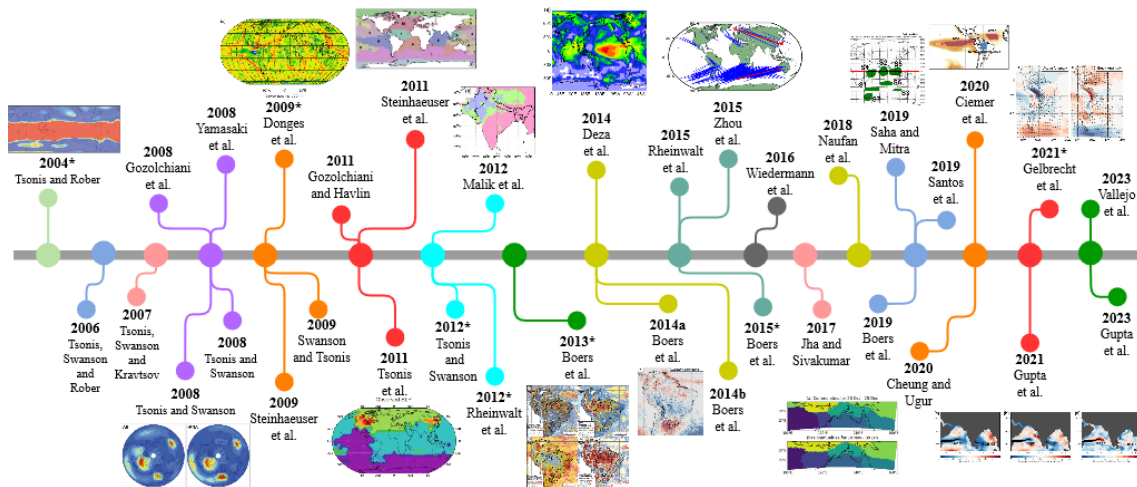 2004*
Tsonis and Rober
2006
Tsonis,
Swanson
and Rober
2007
Tsonis,
Swanson
and
Kravtsov
2008
Gozolchiani
et al.
2008
Yamasaki
et al.
2008
Tsonis and Swanson
2008
Tsonis and
Swanson
2009*
Donges et
al.
2009
Steinhaeuser
et al.
2009
Swanson
and Tsonis
2011
Gozolchiani
and Havlin
2011
Steinhaeuser
et al.
2011
Tsonis et
al.
2012
Malik et al.
2012*
Tsonis
and
Swanson
2012*
Rheinwalt
et al.
2013*
Boers
et al.
2014
Deza
et al.
2014a
Boers
et al.
2014b
Boers
et al.
2015
Rheinwalt
et al.
2015
Zhou
et al.
2015*
Boers et
al.
2016
Wiedermann
et al.
2017
Jha and
Sivakumar
2018
Naufan
et al.
2019
Saha and
Mitra
2019
Santos
et al.
2019
Boers et
al.
2020
Ciemer
et al.
2020
Cheung and
Ugur
2021*
Gelbrecht
et al.
2021
Gupta
et al.
2023
Vallejo
et al.
2023
Gupta
et al.